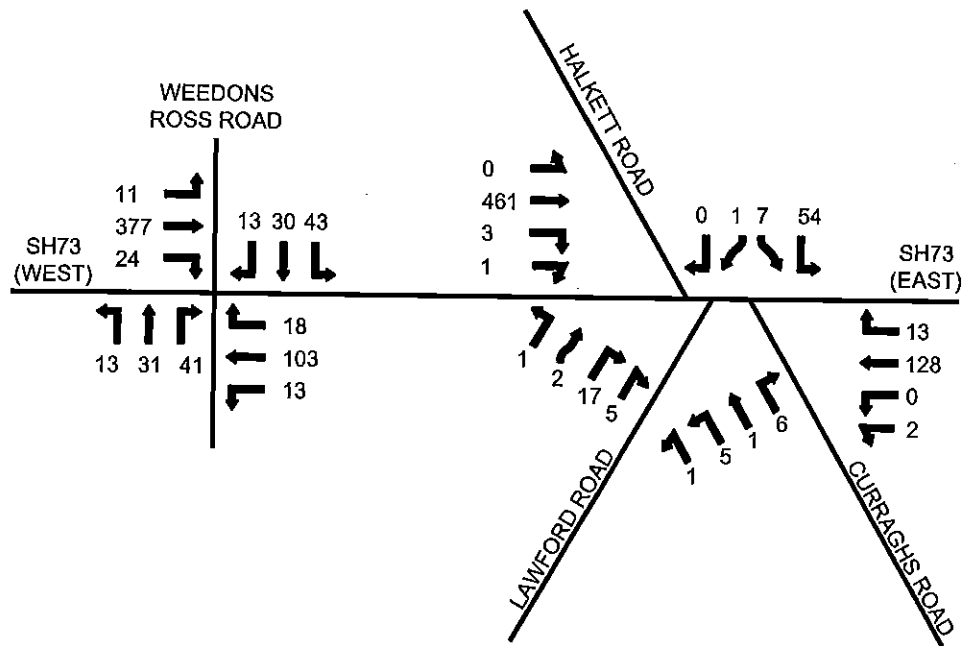 WEEDONS
ROSS ROAD
HALKETT ROAD
11
377
24
13 30 43
SH73
(WEST)
13 31 41
18
103
13
0
461
3
1
0 1 7 54
SH73
(EAST)
1 2 17 5
1 5 1 6
13
128
0
2
LAWFORD ROAD
CURRAGHS ROAD